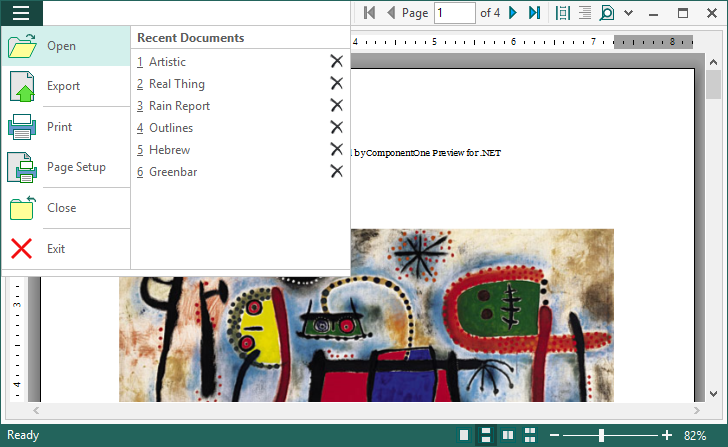 Page 1 of 4
Open
Export
Print
Page Setup
Close
Exit
Recent Documents
1 Artistic
2 Real Thing
3 Rain Report
4 Outlines
5 Hebrew
6 Greenbar
4 5 6 7 8
by ComponentOne Preview for .NET
3
4
Ready
82%